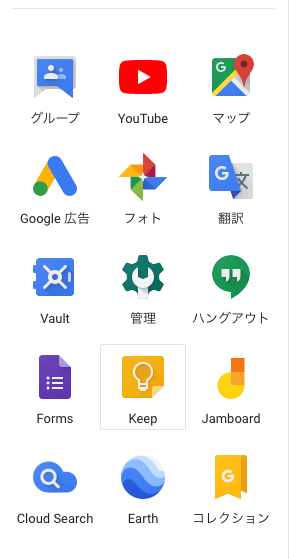 グループ YouTube マップ
Google 広告 フォト 翻訳
Vault 管理 ハングアウト
Forms Keep Jamboard
Cloud Search Earth コレクション